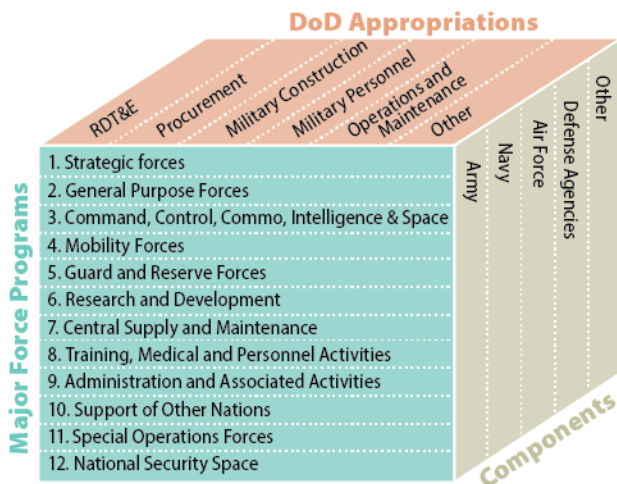 DoD Appropriations
RDT&E
Procurement
Military Construction
Military Personnel
Operations and
Maintenance
Other
Major Force Programs
1. Strategic forces
2. General Purpose Forces
3. Command, Control, Commo, Intelligence & Space
4. Mobility Forces
5. Guard and Reserve Forces
6. Research and Development
7. Central Supply and Maintenance
8. Training, Medical and Personnel Activities
9. Administration and Associated Activities
10. Support of Other Nations
11. Special Operations Forces
12. National Security Space
Army
Navy
Air Force
Defense Agencies
Other
Components